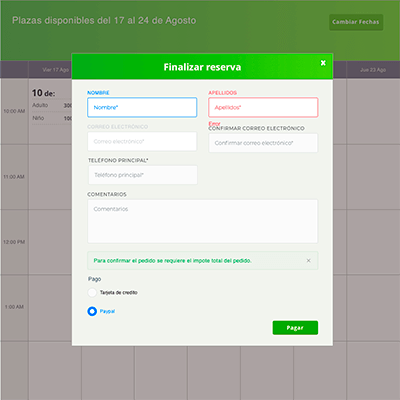 Plazas disponibles del 17 al 24 de Agosto
Cambiar Fechas
Finalizar reserva
x
Vier 17 Ago
Jue 23 Ago
NOMBRE
APELLIDOS
10 de:
Nombre*
Apellidos*
Adulto 300
10:00 AM
Niño 100
Error
CORREO ELECTRÓNICO
CONFIRMAR CORREO ELECTRÓNICO
Correo electrónico*
Confirmar correo electrónico*
TELÉFONO PRINCIPAL*
11:00 AM
Teléfono principal*
COMENTARIOS
Comentarios
12:00 PM
Para confirmar el pedido se requiere el impote total del pedido.
×
Pago
Tarjeta de credito
1:00 AM
Paypal
Pagar